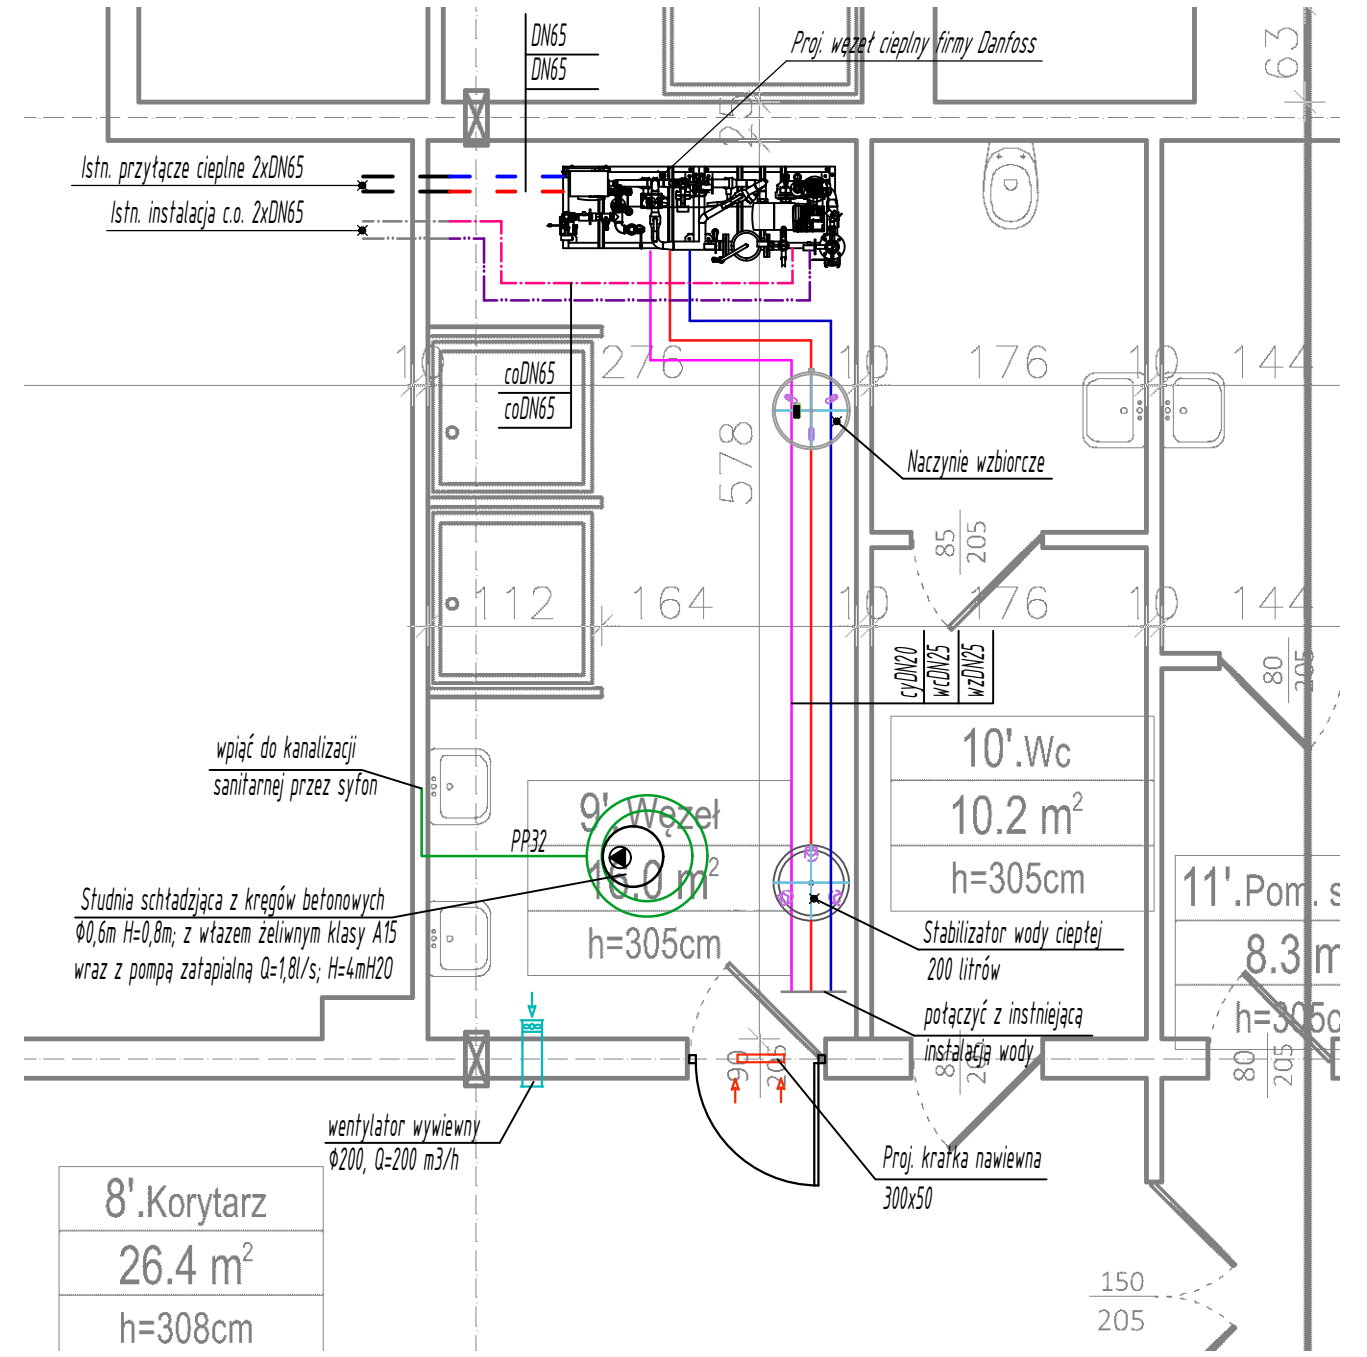 DN65
DN65
Proj. węzeł cieplny firmy Danfoss
63
25
Istn. przyłącze cieplne 2xDN65
Istn. instalacja c.o. 2xDN65
10
276
10
176
10
144
coDN65
coDN65
578
Naczynie wzbiorcze
85
205
112
164
10
176
10
144
cyDN20
wcDN25
wzDN25
80
205
wpiąć do kanalizacji
sanitarnej przez syfon
PP32
9'.Węzeł
m²
h=305cm
10'.Wc
10.2 m²
h=305cm
11'.Pom. s
8.3 m
h=305c
Studnia schładzjąca z kręgów betonowych
Φ0,6m H=0,8m; z włazem żeliwnym klasy A15
wraz z pompą zatapialną Q=1,8l/s; H=4mH20
Stabilizator wody ciepłej
200 litrów
połączyć z instniejącą
instalacją wody
90
205
80
205
80
205
wentylator wywiewny
Φ200, Q=200 m3/h
Proj. kratka nawiewna
300x50
8'.Korytarz
26.4 m²
h=308cm
150
205